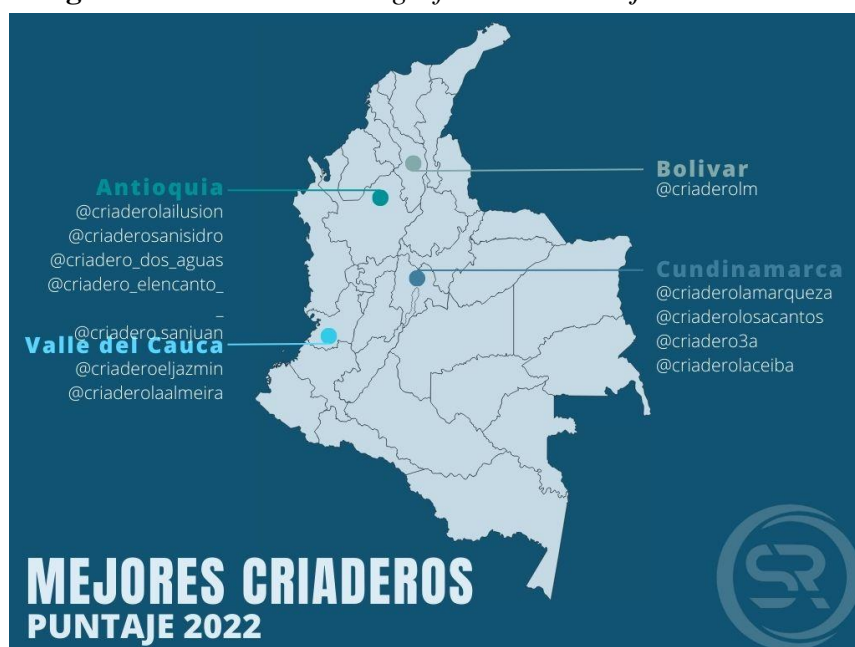 Antioquia
@criaderolailusion
@criaderosanisidro
@criadero_dos_aguas
@criadero_elencanto_
_
@criadero.sanjuan
Valle del Cauca
@criaderoeljazmin
@criaderolaalmeira
Bolivar
@criaderolm
Cundinamarca
@criaderolamarqueza
@criaderolosacantos
@criadero3a
@criaderolaceiba
MEJORES CRIADEROS
PUNTAJE 2022
SR